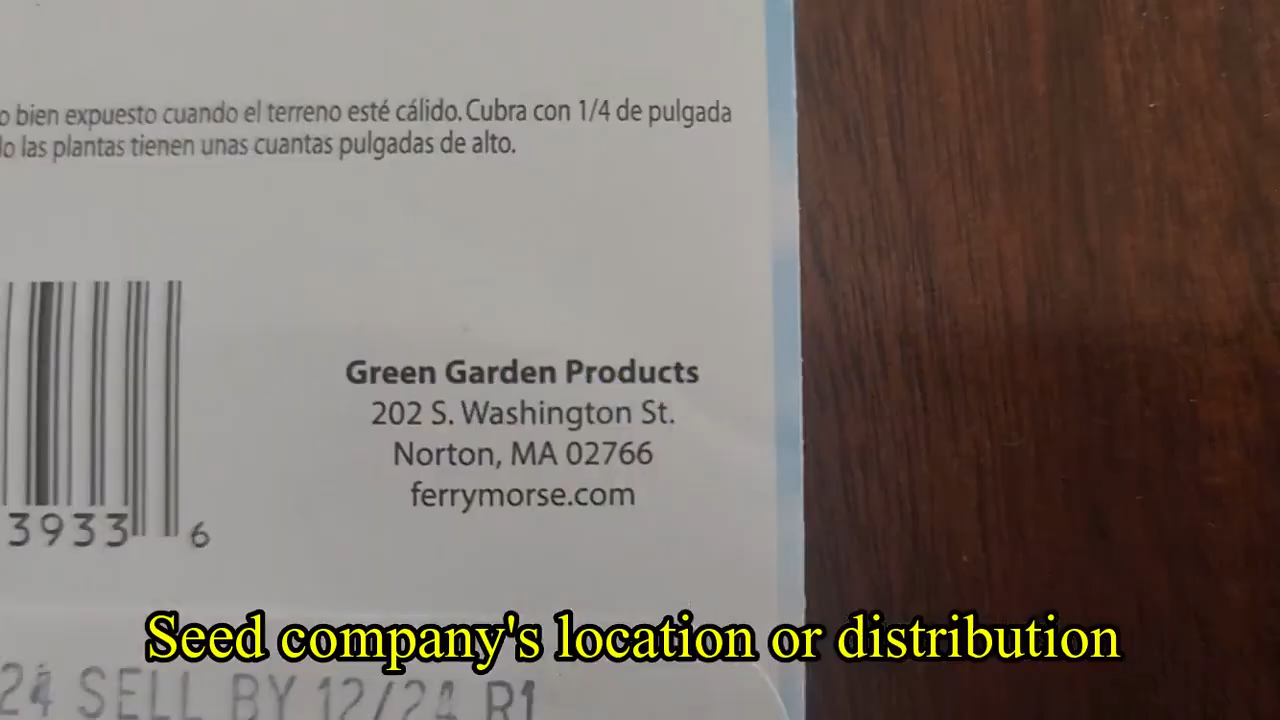 o bien expuesto cuando el terreno esté cálido. Cubra con 1/4 de pulgada
las plantas tienen unas cuantas pulgadas de alto.
Green Garden Products
202 S. Washington St.
Norton, MA 02766
ferrymorse.com
3933 6
Seed company's location or distribution
24 SELL BY 12/24 R1